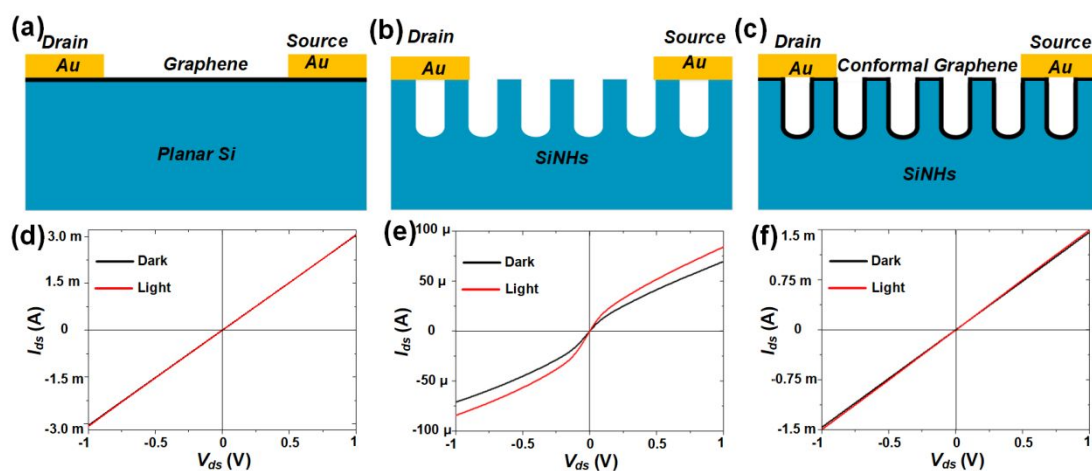 (a)
Drain
Source
Au
Graphene
Au
Planar Si
(b)
Drain
Source
Au
Au
SiNHs
(c)
Drain
Source
Au
Conformal Graphene
Au
SiNHs
(d)
3.0 m
1.5 m
0
-1.5 m
-3.0 m
Ids (A)
Dark
Light
-1
-0.5
0
0.5
1
Vds (V)
(e)
100 μ
50 μ
0
-50 μ
-100 μ
Ids (A)
Dark
Light
-1
-0.5
0
0.5
1
Vds (V)
(f)
1.5 m
0.75 m
0
-0.75 m
-1.5 m
Ids (A)
Dark
Light
-1
-0.5
0
0.5
1
Vds (V)